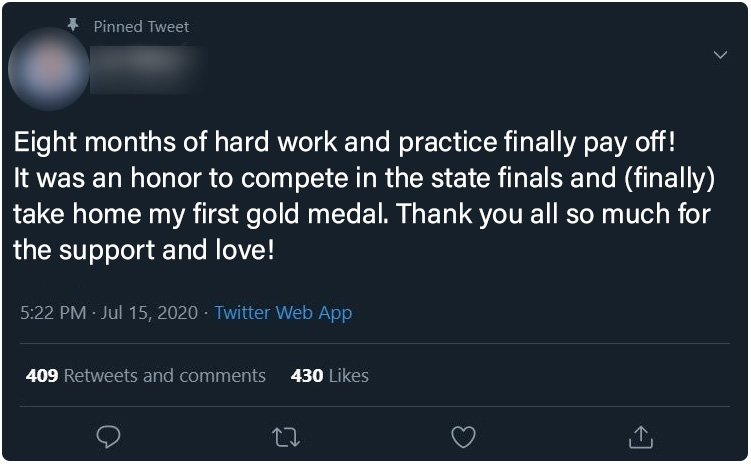 Pinned Tweet
Eight months of hard work and practice finally pay off!
It was an honor to compete in the state finals and (finally)
take home my first gold medal. Thank you all so much for
the support and love!
5:22 PM · Jul 15, 2020 · Twitter Web App
409 Retweets and comments 430 Likes